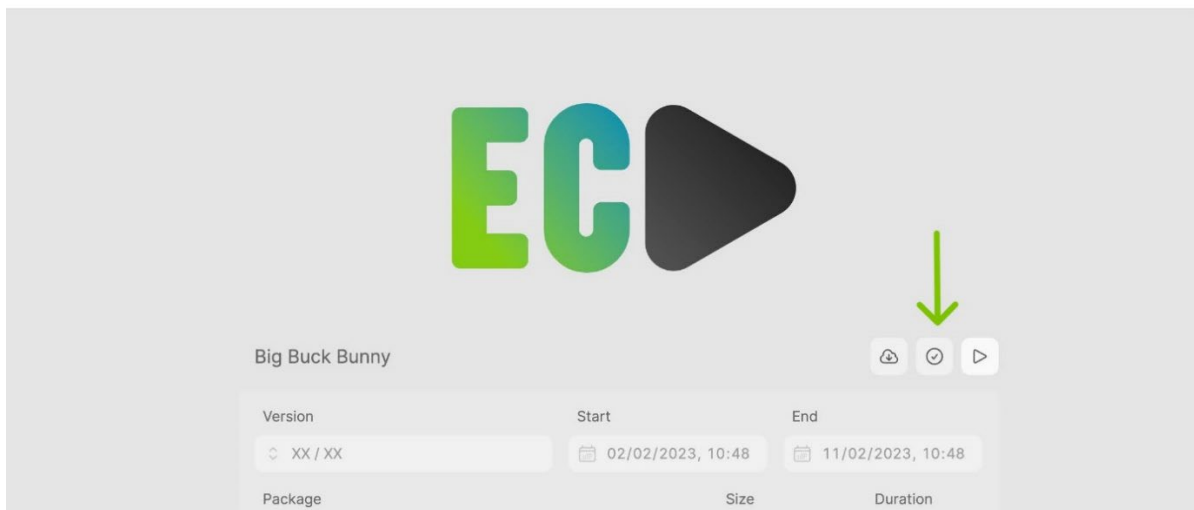 EC
Big Buck Bunny
Version Start End
XX / XX 02/02/2023, 10:48 11/02/2023, 10:48
Package Size Duration